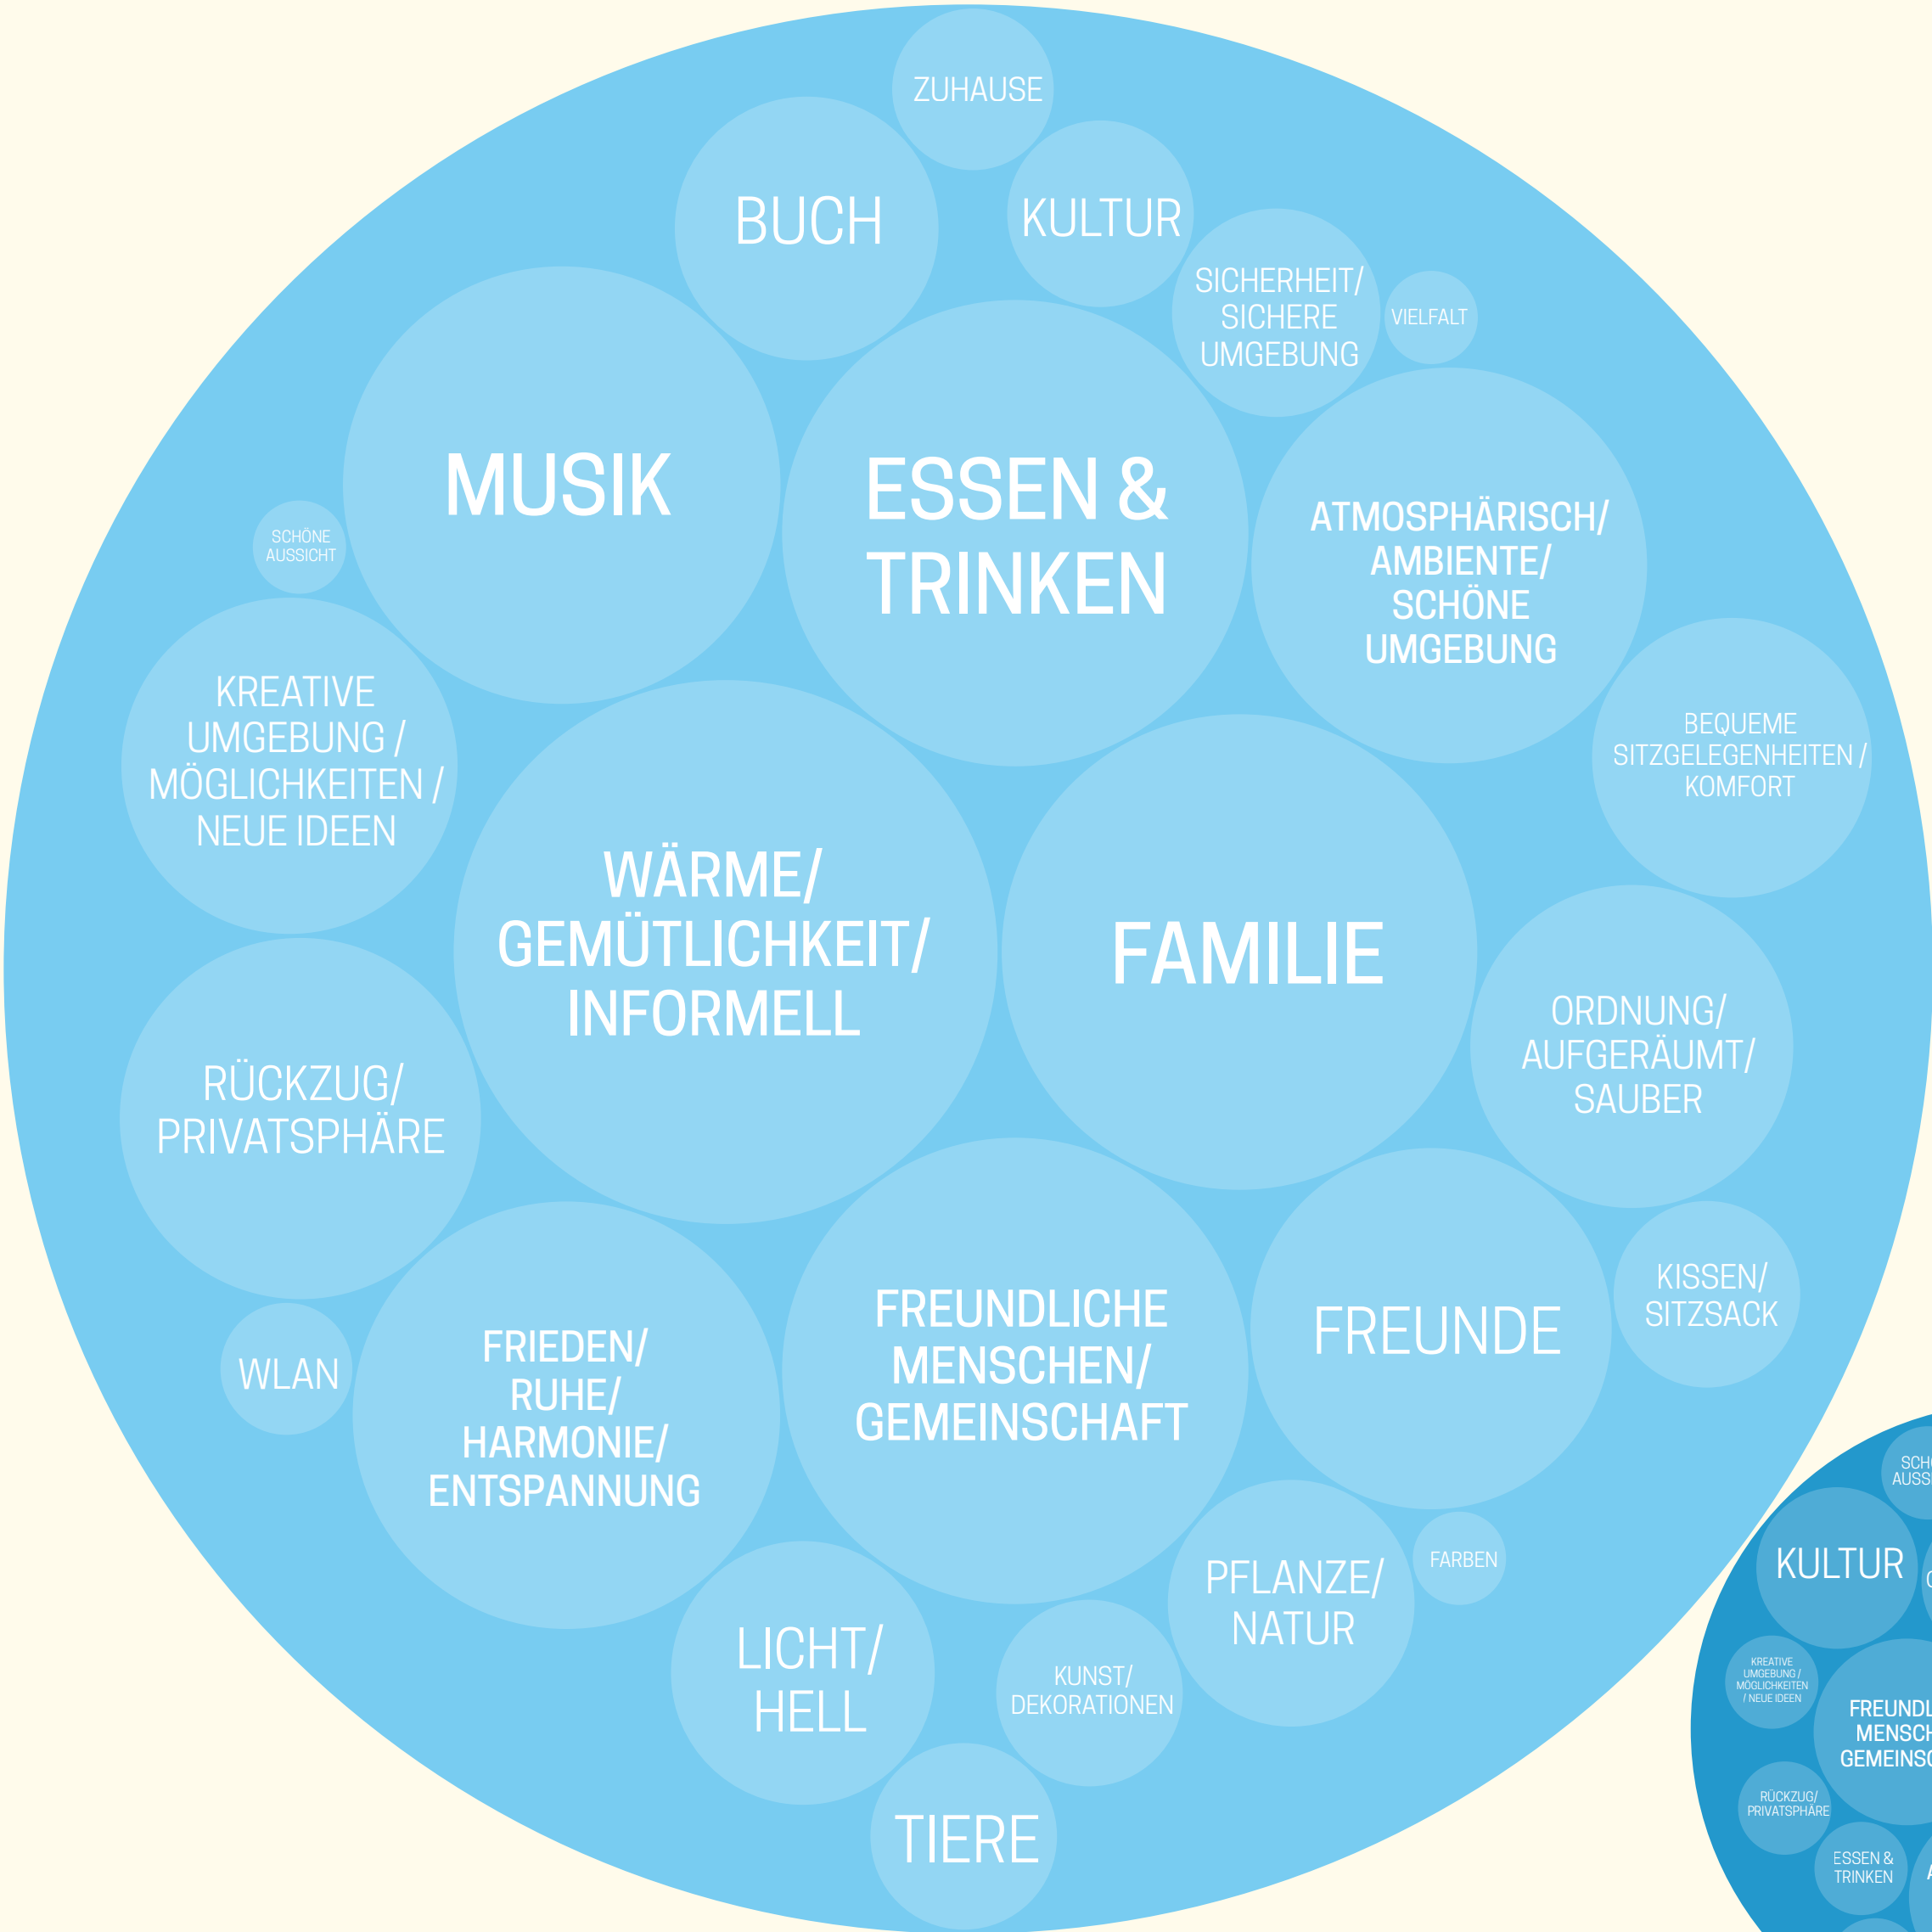 ZUHAUSE
BUCH
KULTUR
SICHERHEIT/
SICHERE
UMGEBUNG
VIELFALT
MUSIK
ESSEN &
TRINKEN
ATMOSPHÄRISCH/
AMBIENTE/
SCHÖNE
UMGEBUNG
SCHÖNE
AUSSICHT
KREATIVE
UMGEBUNG /
MÖGLICHKEITEN /
NEUE IDEEN
BEQUEME
SITZGELEGENHEITEN /
KOMFORT
WÄRME/
GEMÜTLICHKEIT/
INFORMELL
FAMILIE
ORDNUNG/
AUFGERÄUMT/
SAUBER
RÜCKZUG/
PRIVATSPHÄRE
KISSEN/
SITZSACK
FREUNDLICHE
MENSCHEN/
GEMEINSCHAFT
FREUNDE
WLAN
FRIEDEN/
RUHE/
HARMONIE/
ENTSPANNUNG
FARBEN
PFLANZE/
NATUR
LICHT/
HELL
KUNST/
DEKORATIONEN
TIERE
KULTUR
KREATIVE
UMGEBUNG /
MÖGLICHKEITEN
/ NEUE IDEEN
RÜCKZUG/
PRIVATSPHÄRE
ESSEN &
TRINKEN